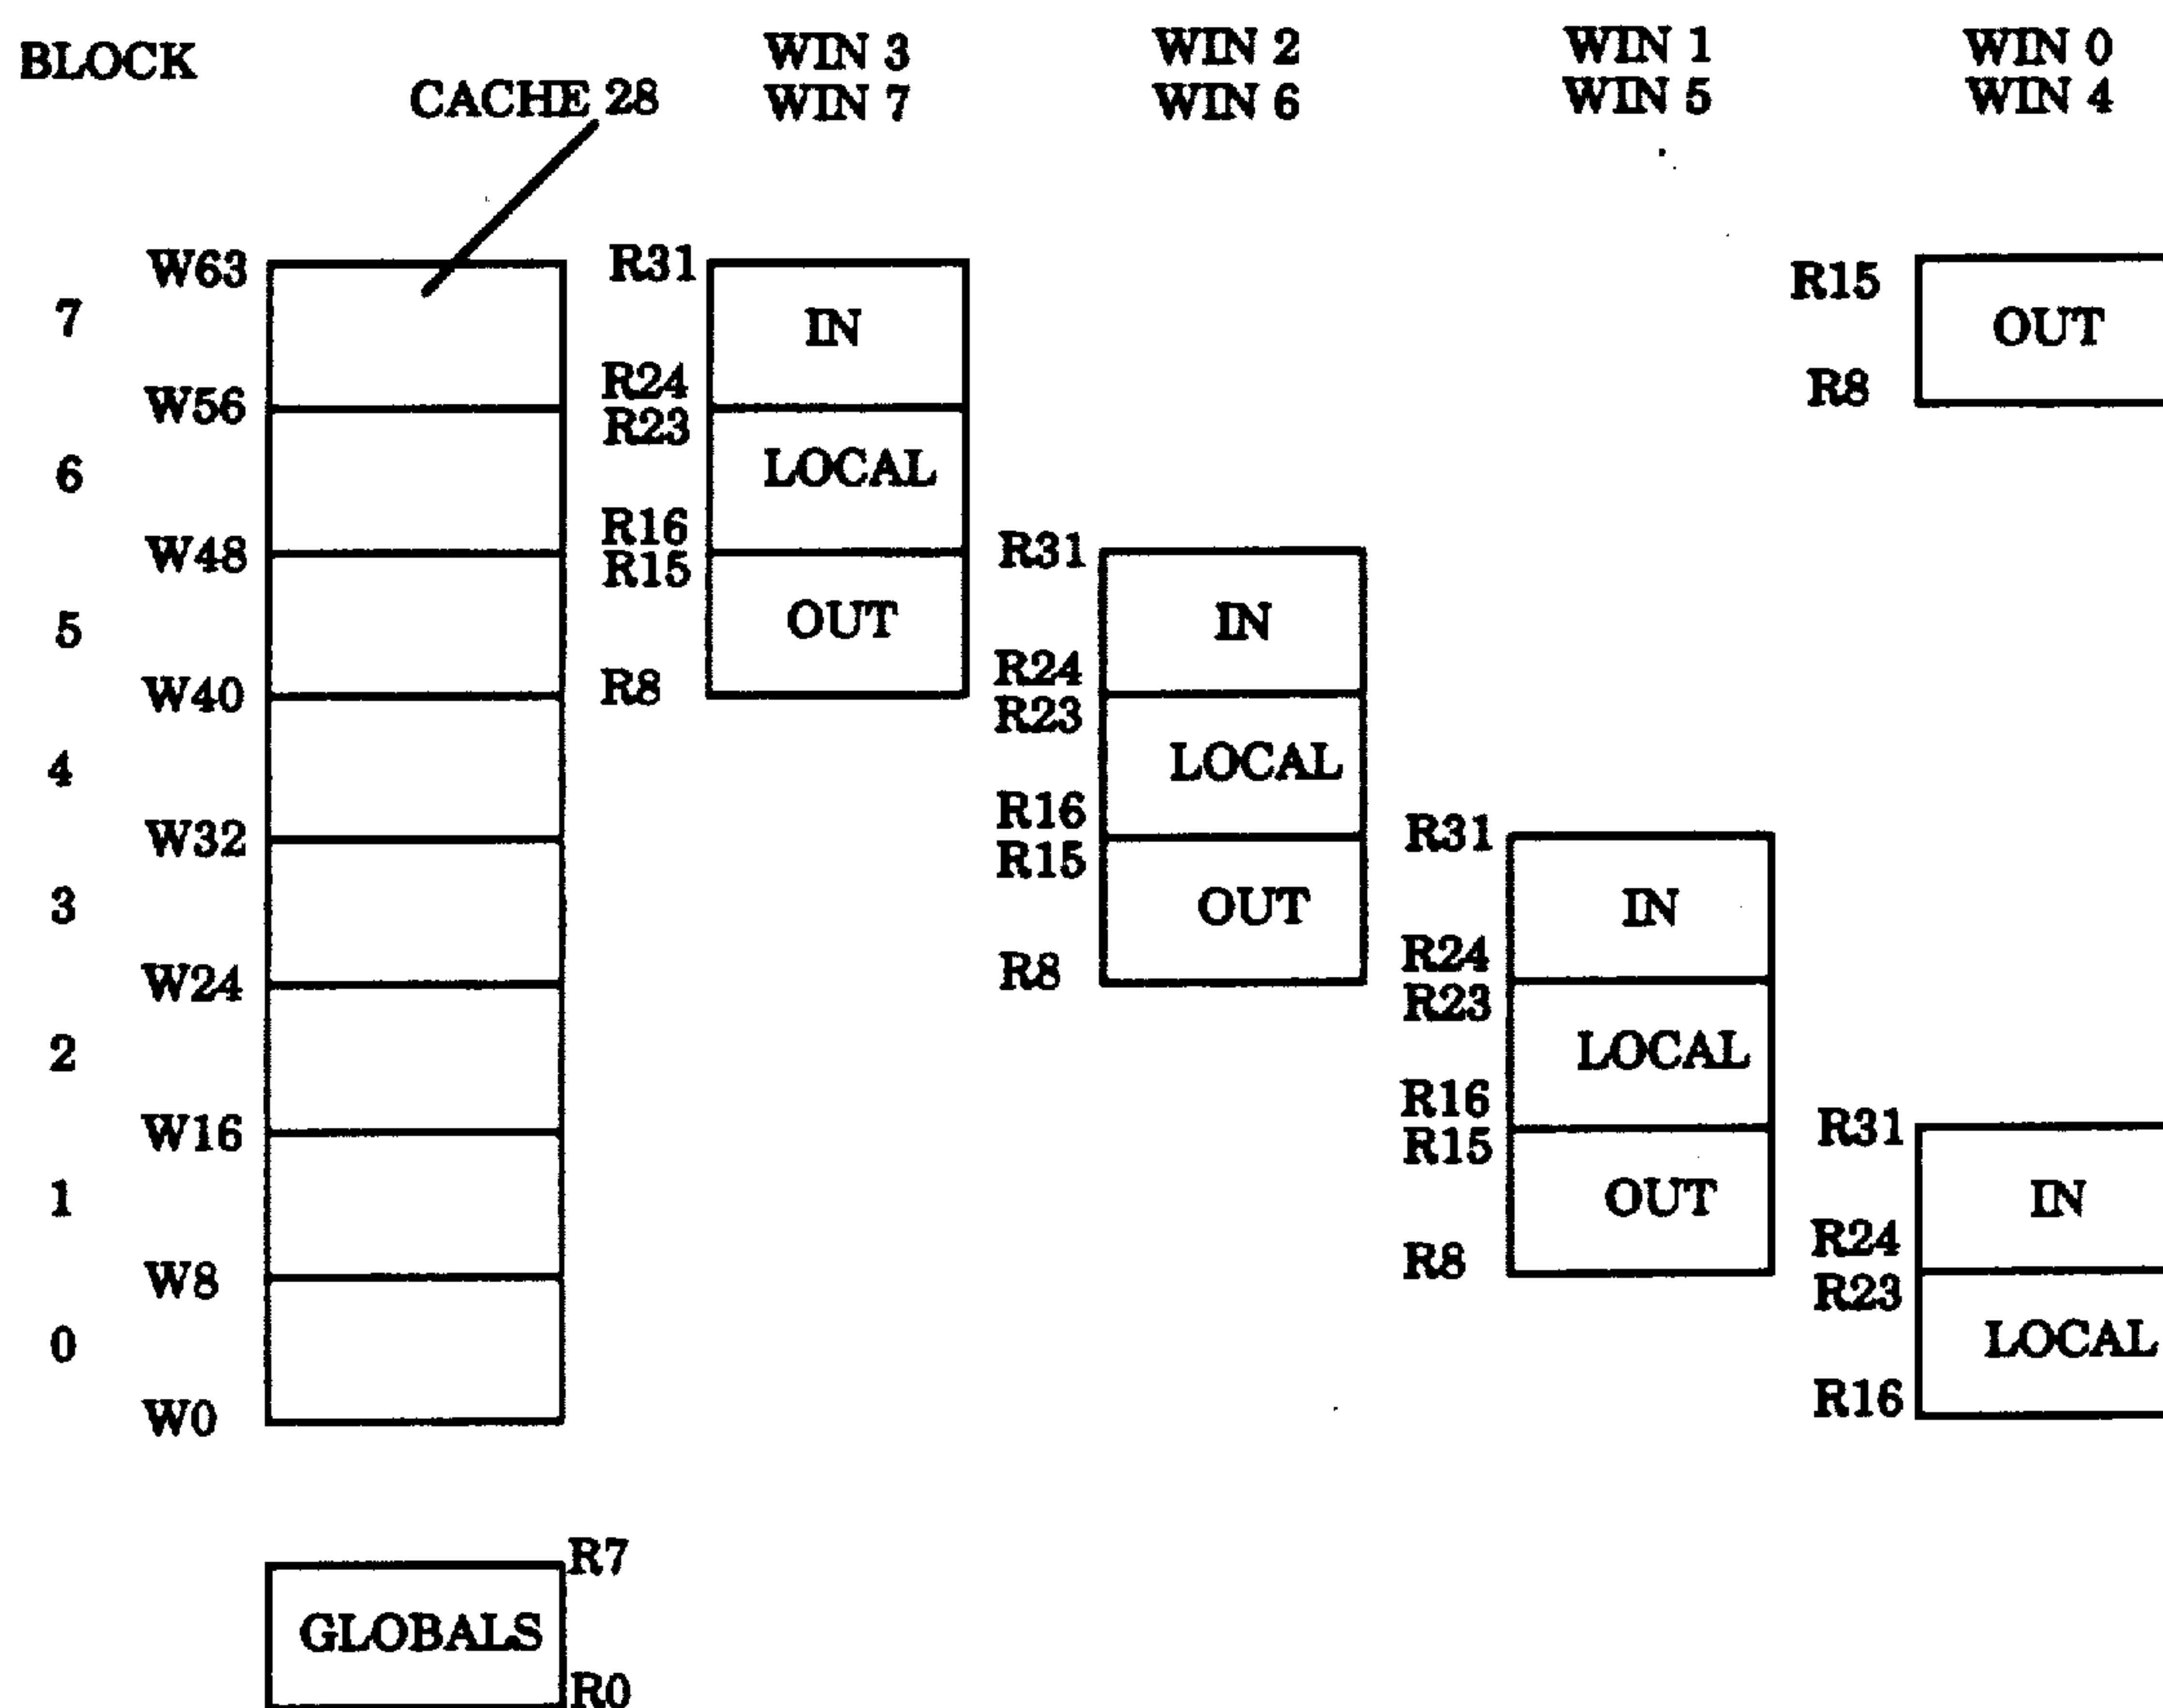 BLOCK
CACHE 28
WIN 3
WIN 7
WIN 2
WIN 6
WIN 1
WIN 5
WIN 0
WIN 4
W63
7
W56
6
W48
5
W40
4
W32
3
W24
2
W16
1
W8
0
W0
R31
IN
R24
R23
LOCAL
R16
R15
OUT
R8
R31
IN
R24
R23
LOCAL
R16
R15
OUT
R8
R31
IN
R24
R23
LOCAL
R16
R15
OUT
R8
R15
OUT
R8
R31
IN
R24
R23
LOCAL
R16
R7
GLOBALS
R0